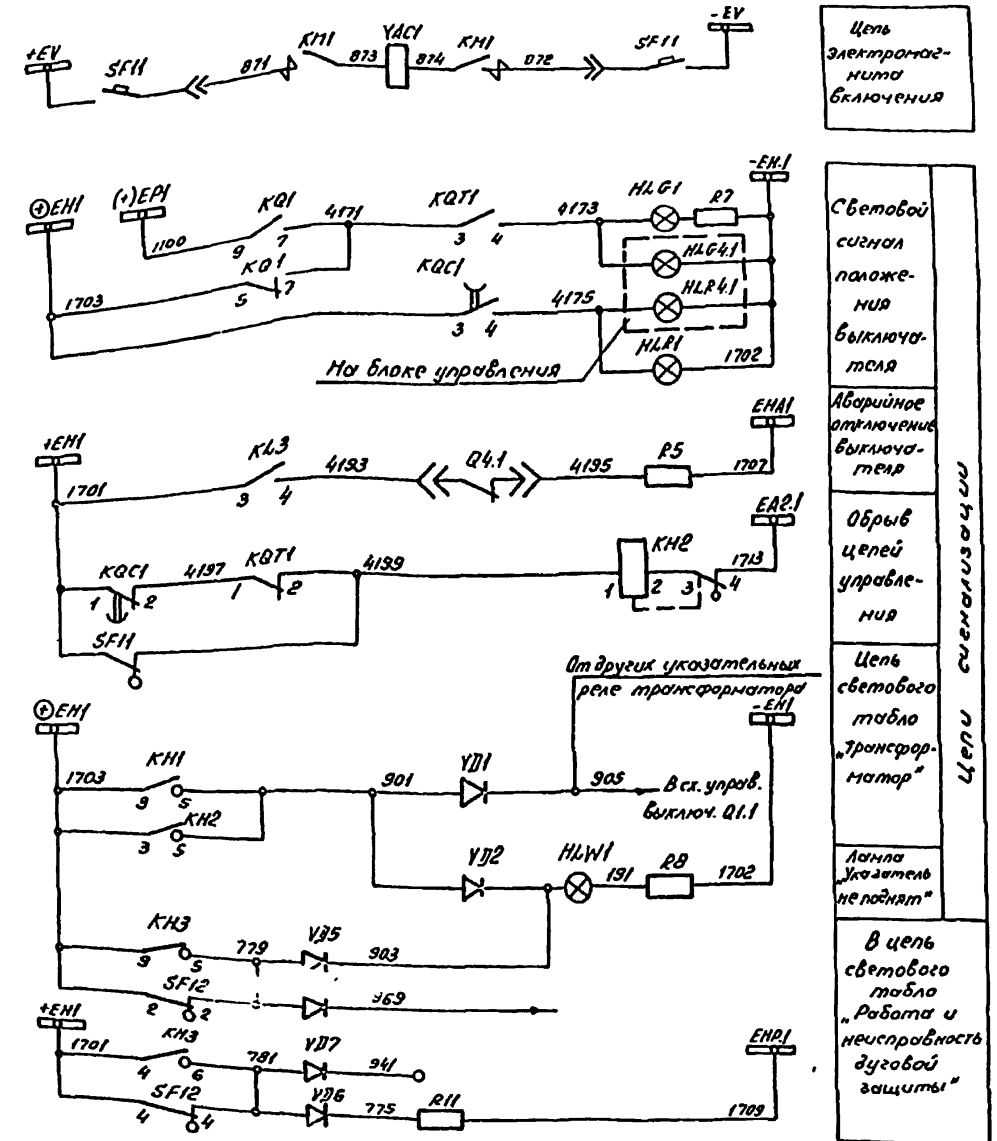 +EV
SF11
871
KM1
873
YAC1
874
KM1
072
SF11
-EV
Цепь
электромаг-
нита
включения
⊕EH1
(+)EP1
1100
KQ1
9 7
4171
KQT1
3 4
4173
HLG1
R7
-EH.1
1703
KQ1
5 7
KQC1
3 4
4175
HLG4.1
HLR4.1
HLR1
1702
На блоке управления
Световой
сигнал
положе-
ния
выключа-
теля
+EH1
1701
KL3
3 4
4193
Q4.1
4195
R5
1707
EHA1
Аварийное
отключение
выключа-
теля
KQC1
1 2
4197
KQT1
1 2
4199
KH2
1 2 3 4
1713
EA2.1
SF11
Обрыв
цепей
управле-
ния
⊕EH1
1703
KH1
3 5
KH2
3 5
901
VD1
905
От других указательных
реле трансформатора
В сх. управ.
выключ. Q1.1
-EH1
Цепь
светового
табло
„Трансфор-
матор"
VD2
HLW1
191
R8
1702
Лампа
„Указатель
не поднят"
Цепи сигнализации
KH3
3 5
779
VD5
903
SF12
2 2
969
+EH1
1701
KH3
4 6
781
VD7
941
SF12
4 4
VD6
775
R11
1709
EHP.1
В цепь
светового
табло
„Работа и
неисправность
дуговой
защиты"